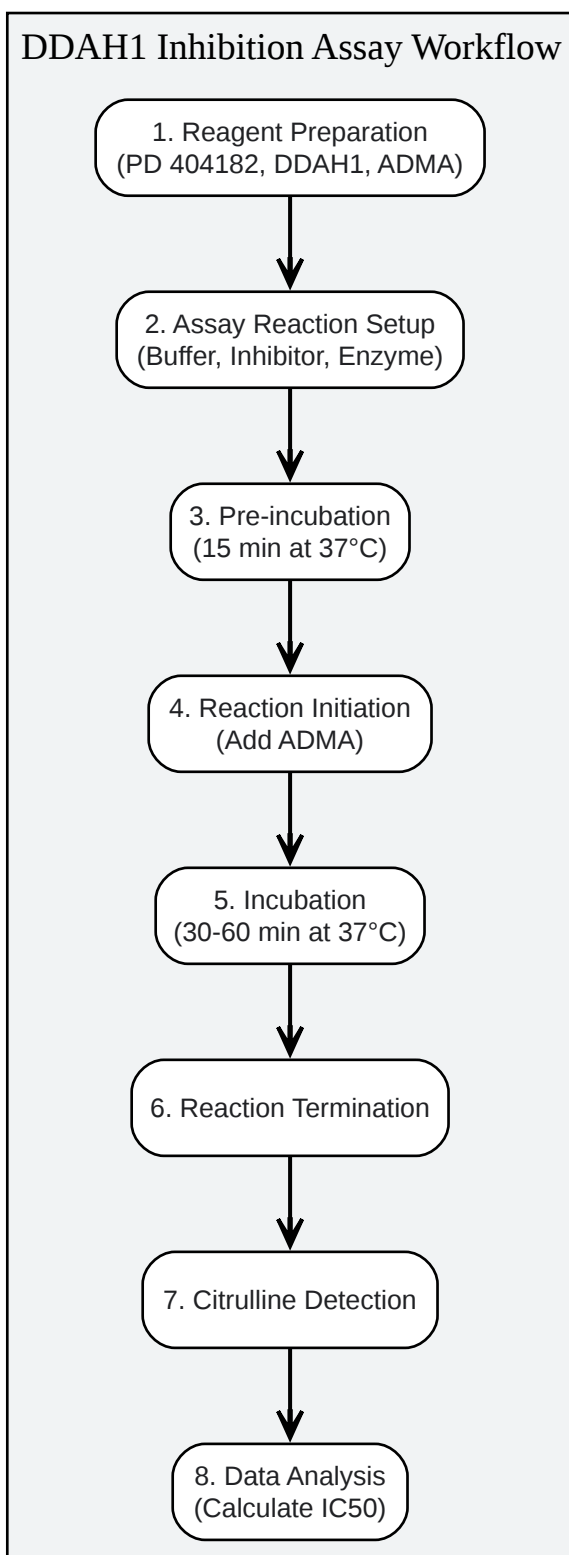 DDAH1 Inhibition Assay Workflow
1. Reagent Preparation
(PD 404182, DDAH1, ADMA)
2. Assay Reaction Setup
(Buffer, Inhibitor, Enzyme)
3. Pre-incubation
(15 min at 37°C)
4. Reaction Initiation
(Add ADMA)
5. Incubation
(30-60 min at 37°C)
6. Reaction Termination
7. Citrulline Detection
8. Data Analysis
(Calculate IC50)